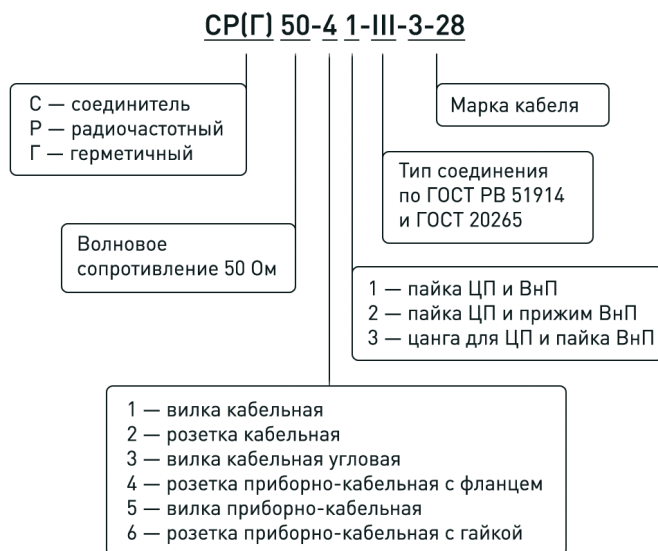 СР(Г) 50-4 1-III-3-28
С — соединитель
Р — радиочастотный
Г — герметичный
Марка кабеля
Тип соединения
по ГОСТ РВ 51914
и ГОСТ 20265
Волновое
сопротивление 50 Ом
1 — пайка ЦП и ВнП
2 — пайка ЦП и прижим ВнП
3 — цанга для ЦП и пайка ВнП
1 — вилка кабельная
2 — розетка кабельная
3 — вилка кабельная угловая
4 — розетка приборно-кабельная с фланцем
5 — вилка приборно-кабельная
6 — розетка приборно-кабельная с гайкой